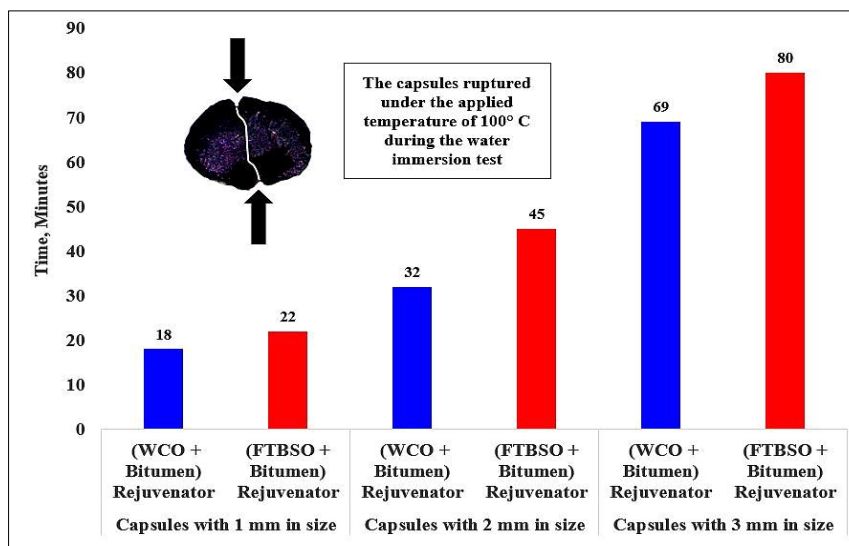 90
80
70
60
50
40
30
20
10
0
Time, Minutes
The capsules ruptured
under the applied
temperature of 100° C
during the water
immersion test
18
22
32
45
69
80
(WCO +
Bitumen)
Rejuvenator
(FTBSO +
Bitumen)
Rejuvenator
(WCO +
Bitumen)
Rejuvenator
(FTBSO +
Bitumen)
Rejuvenator
(WCO +
Bitumen)
Rejuvenator
(FTBSO +
Bitumen)
Rejuvenator
Capsules with 1 mm in size
Capsules with 2 mm in size
Capsules with 3 mm in size